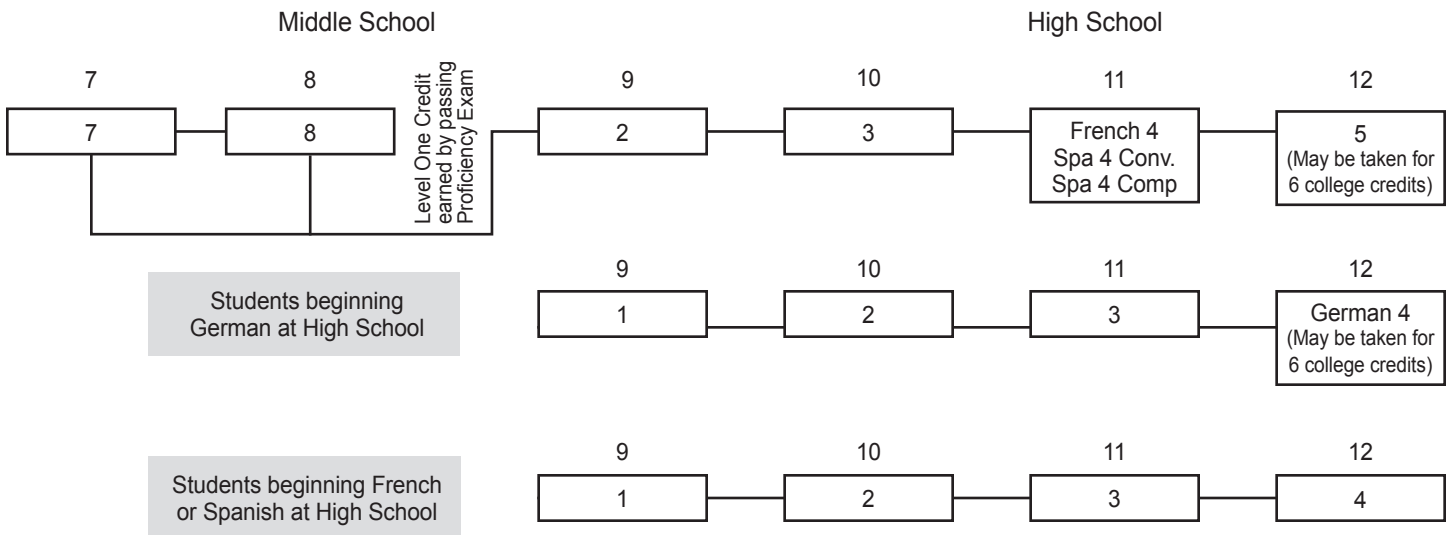 Middle School
High School
7
8
Level One Credit
earned by passing
Proficiency Exam
9
10
11
12
7
8
2
3
French 4
Spa 4 Conv.
Spa 4 Comp
5
(May be taken for
6 college credits)
Students beginning
German at High School
9
10
11
12
1
2
3
German 4
(May be taken for
6 college credits)
Students beginning French
or Spanish at High School
9
10
11
12
1
2
3
4